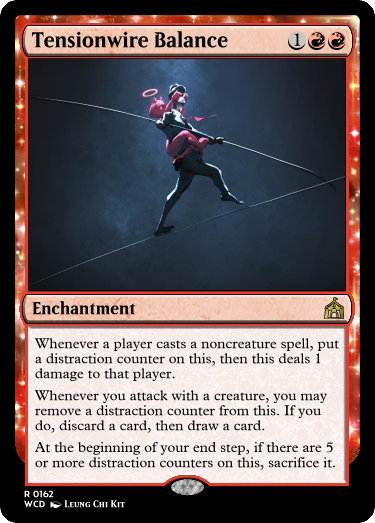 Tensionwire Balance 1
Enchantment
Whenever a player casts a noncreature spell, put
a distraction counter on this, then this deals 1
damage to that player.
Whenever you attack with a creature, you may
remove a distraction counter from this. If you
do, discard a card, then draw a card.
At the beginning of your end step, if there are 5
or more distraction counters on this, sacrifice it.
R 0162
WCD Leung Chi Kit